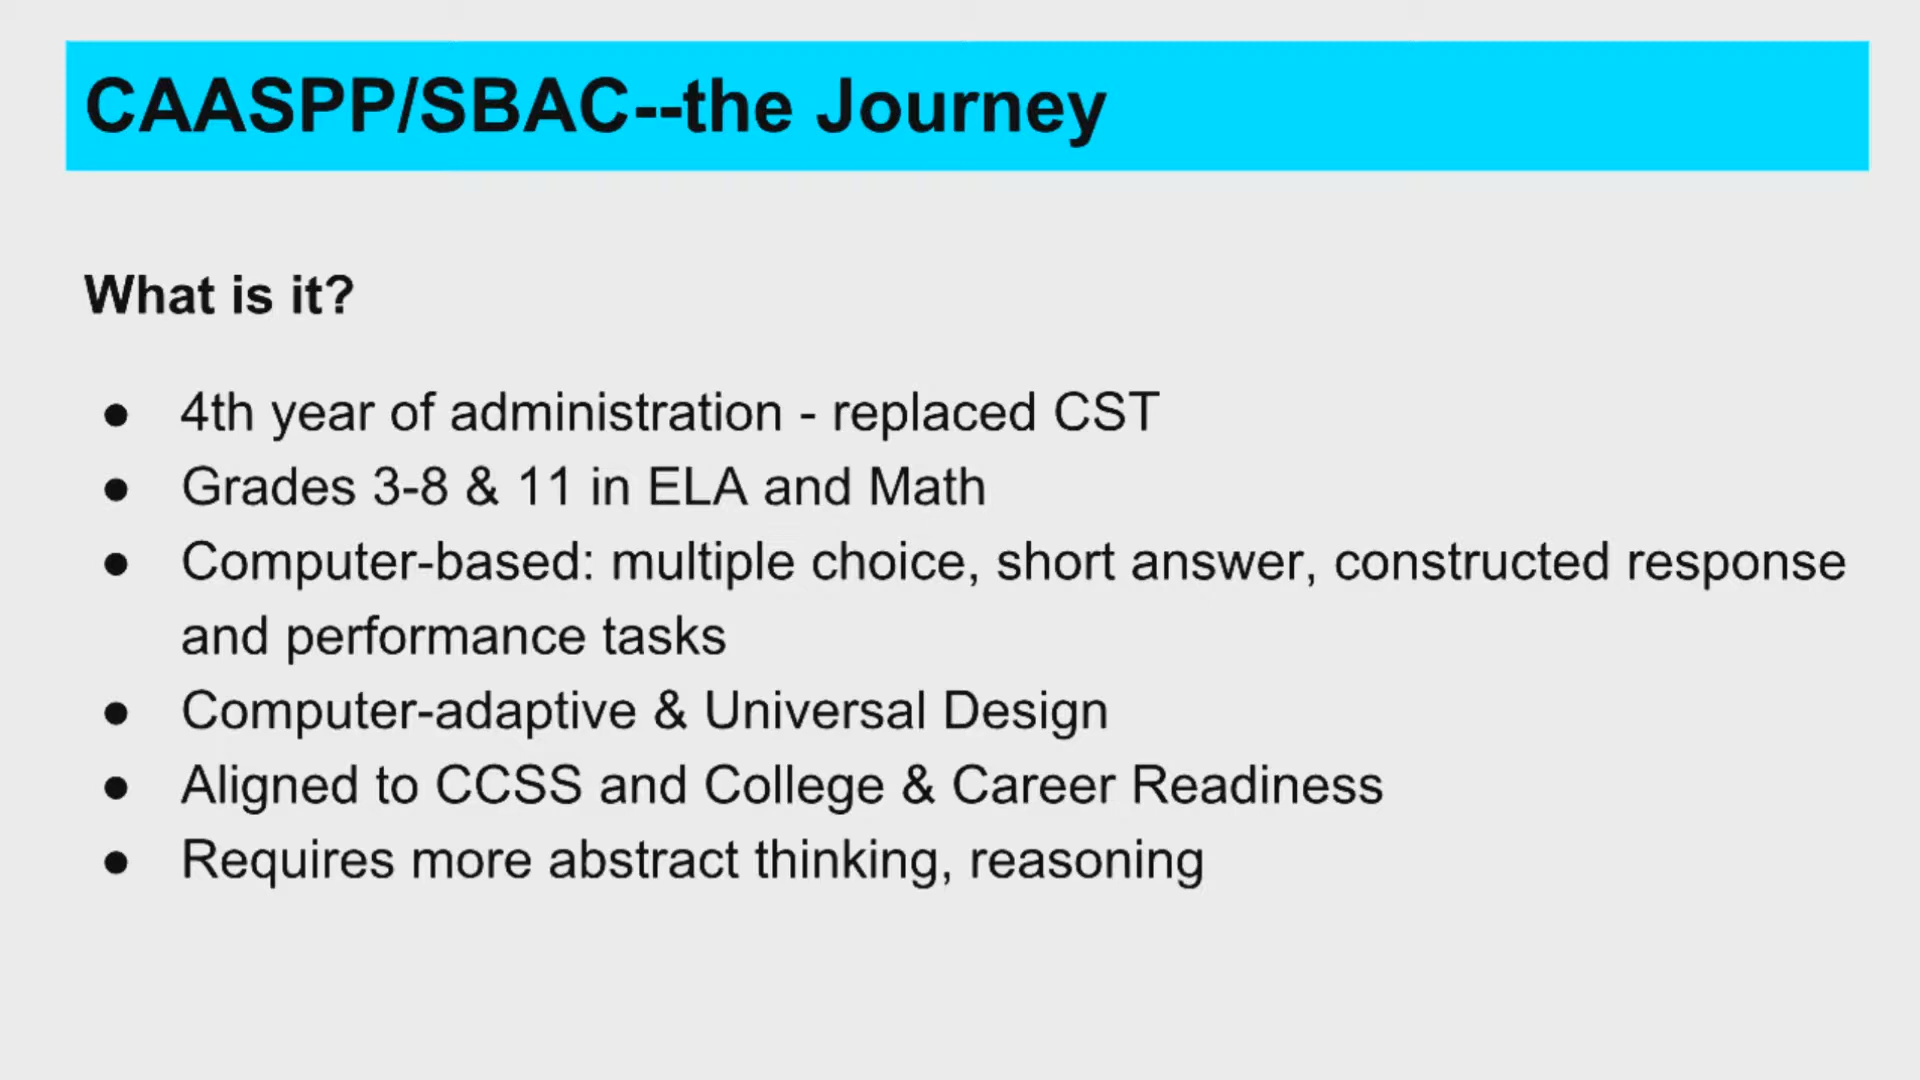 CAASPP/SBAC--the Journey
What is it?
● 4th year of administration - replaced CST
● Grades 3-8 & 11 in ELA and Math
● Computer-based: multiple choice, short answer, constructed response
and performance tasks
● Computer-adaptive & Universal Design
● Aligned to CCSS and College & Career Readiness
● Requires more abstract thinking, reasoning